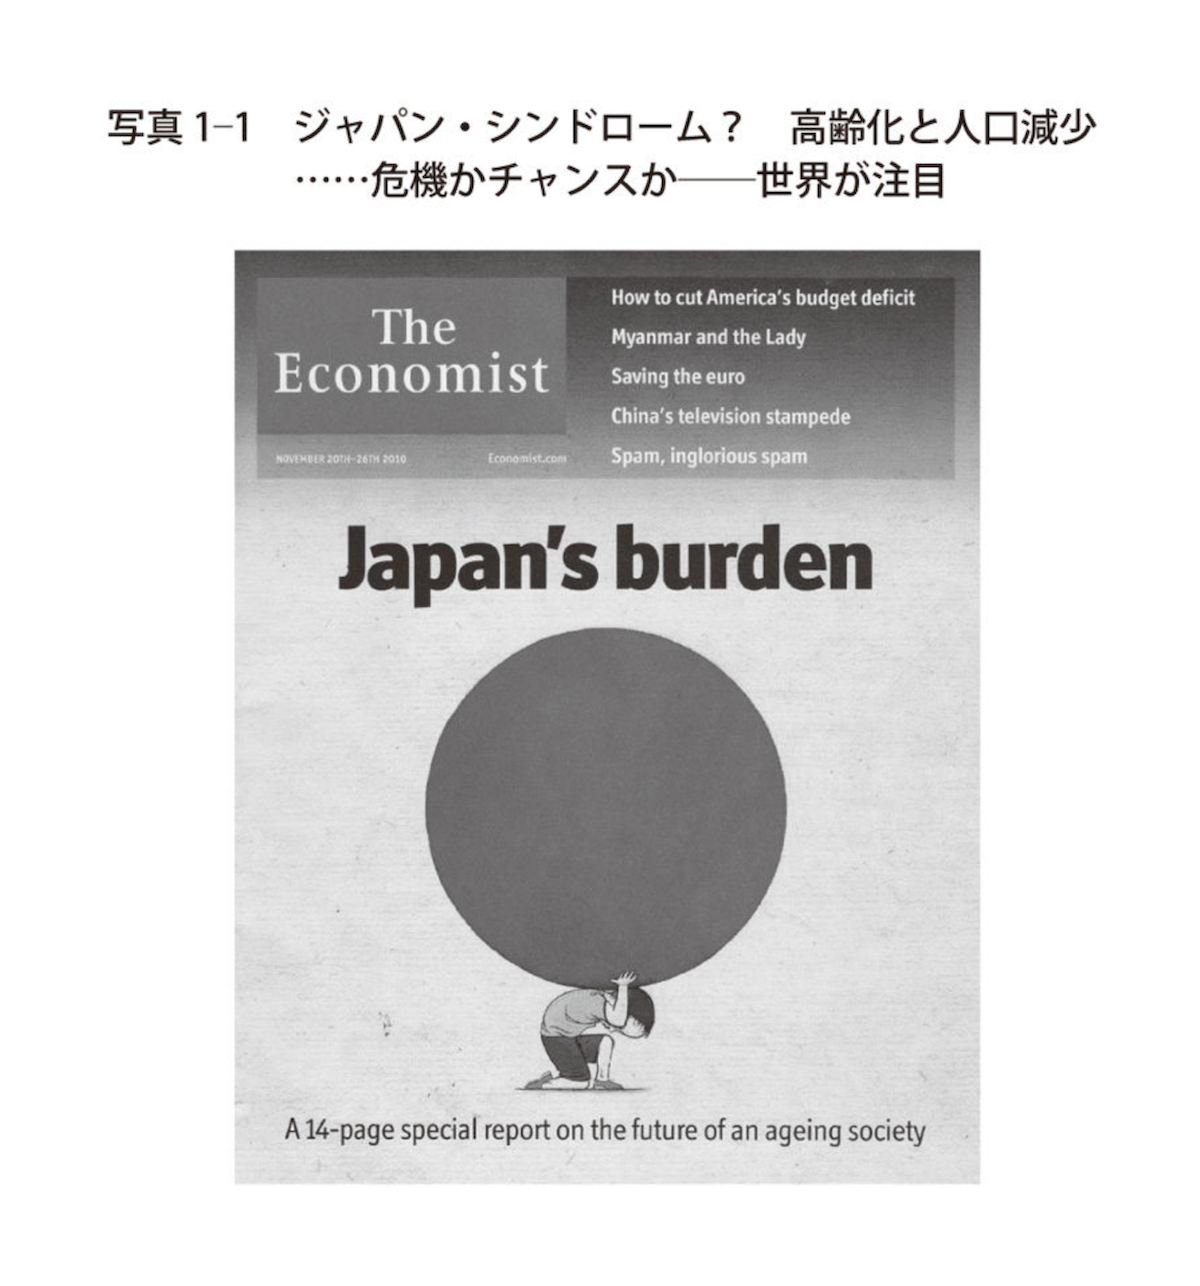 写真 1–1　ジャパン・シンドローム？　高齢化と人口減少
……危機かチャンスか──世界が注目
The
Economist
NOVEMBER 20TH–26TH 2010
Economist.com
How to cut America's budget deficit
Myanmar and the Lady
Saving the euro
China's television stampede
Spam, inglorious spam
Japan's burden
A 14-page special report on the future of an ageing society